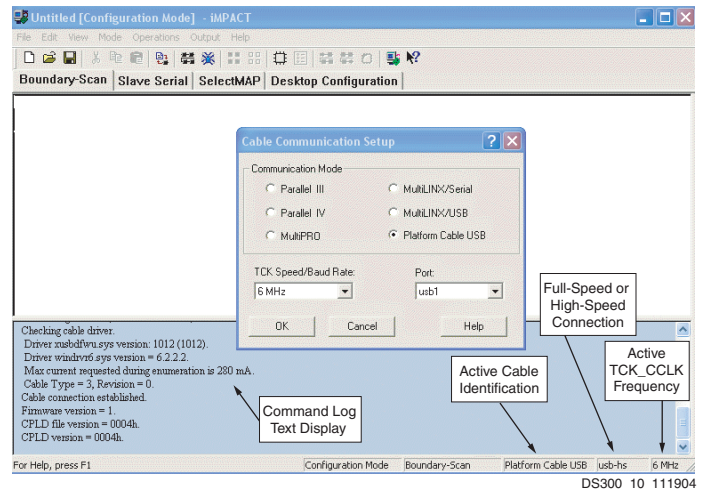 Untitled [Configuration Mode] - iMPACT
File Edit View Mode Operations Output Help
Boundary-Scan Slave Serial SelectMAP Desktop Configuration
Cable Communication Setup
Communication Mode
Parallel III MultiLINX/Serial
Parallel IV MultiLINX/USB
MultiPRO Platform Cable USB
TCK Speed/Baud Rate: Port:
6 MHz usb1
OK Cancel Help
Full-Speed or
High-Speed
Connection
Checking cable driver.
Driver xusbdfwu.sys version: 1012 (1012).
Driver windrvr6.sys version = 6.2.2.2.
Max current requested during enumeration is 280 mA.
Cable Type = 3, Revision = 0.
Cable connection established.
Firmware version = 1.
CPLD file version = 0004h.
CPLD version = 0004h.
Command Log
Text Display
Active Cable
Identification
Active
TCK_CCLK
Frequency
For Help, press F1 Configuration Mode Boundary-Scan Platform Cable USB usb-hs 6 MHz
DS300_10_111904